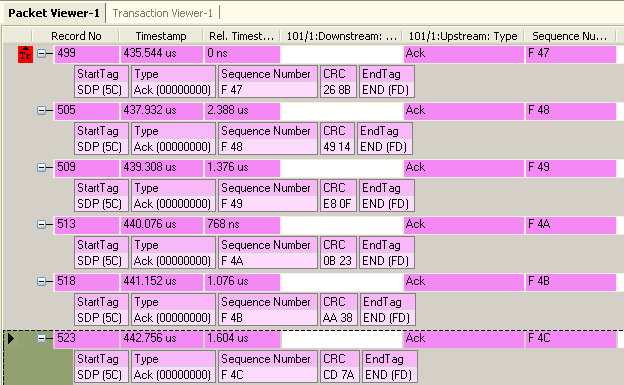 Packet Viewer-1 Transaction Viewer-1
Record No Timestamp Rel. Timest... 101/1:Downstream: ... 101/1:Upstream: Type Sequence Nu...
Tr 499 435.544 us 0 ns Ack F 47
StartTag Type Sequence Number CRC EndTag
SDP (5C) Ack (00000000) F 47 26 8B END (FD)
505 437.932 us 2.388 us Ack F 48
StartTag Type Sequence Number CRC EndTag
SDP (5C) Ack (00000000) F 48 49 14 END (FD)
509 439.308 us 1.376 us Ack F 49
StartTag Type Sequence Number CRC EndTag
SDP (5C) Ack (00000000) F 49 E8 0F END (FD)
513 440.076 us 768 ns Ack F 4A
StartTag Type Sequence Number CRC EndTag
SDP (5C) Ack (00000000) F 4A 0B 23 END (FD)
518 441.152 us 1.076 us Ack F 4B
StartTag Type Sequence Number CRC EndTag
SDP (5C) Ack (00000000) F 4B AA 38 END (FD)
523 442.756 us 1.604 us Ack F 4C
StartTag Type Sequence Number CRC EndTag
SDP (5C) Ack (00000000) F 4C CD 7A END (FD)